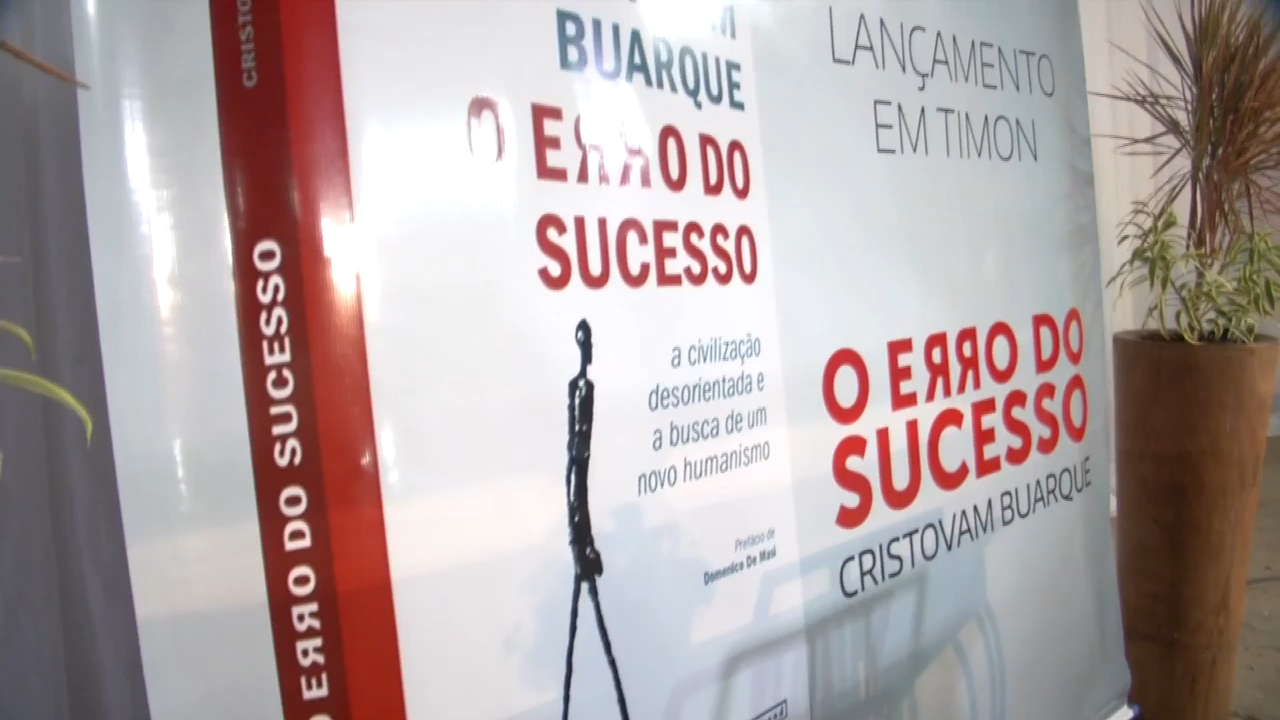 CRISTO
O ERRO DO SUCESSO
BUARQUE
O ERRO DO
SUCESSO
a civilização
desorientada e
a busca de um
novo humanismo
Prefácio de
Domenico De Masi
LANÇAMENTO
EM TIMON
O ERRO DO
SUCESSO
CRISTOVAM BUARQUE